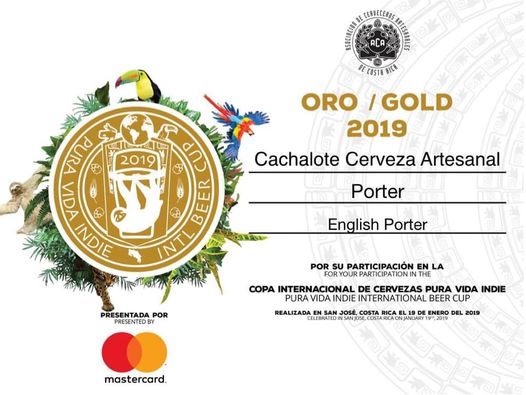 ASOCIACIÓN DE CERVECEROS ARTESANALES
ACA
DE COSTA RICA
ORO / GOLD
2019
Cachalote Cerveza Artesanal
Porter
English Porter
PURA VIDA INDIE
INTL BEER CUP
2019
POR SU PARTICIPACIÓN EN LA
FOR YOUR PARTICIPATION IN THE
COPA INTERNACIONAL DE CERVEZAS PURA VIDA INDIE
PURA VIDA INDIE INTERNATIONAL BEER CUP
REALIZADA EN SAN JOSÉ, COSTA RICA EL 19 DE ENERO DEL 2019
CELEBRATED IN SAN JOSE, COSTA RICA ON JANUARY 19TH, 2019
PRESENTADA POR
PRESENTED BY
mastercard.